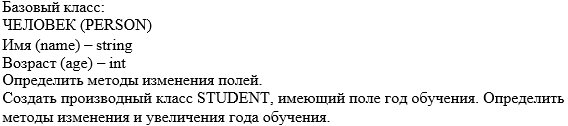 Базовый класс:
ЧЕЛОВЕК (PERSON)
Имя (name) – string
Возраст (age) – int
Определить методы изменения полей.
Создать производный класс STUDENT, имеющий поле год обучения. Определить
методы изменения и увеличения года обучения.